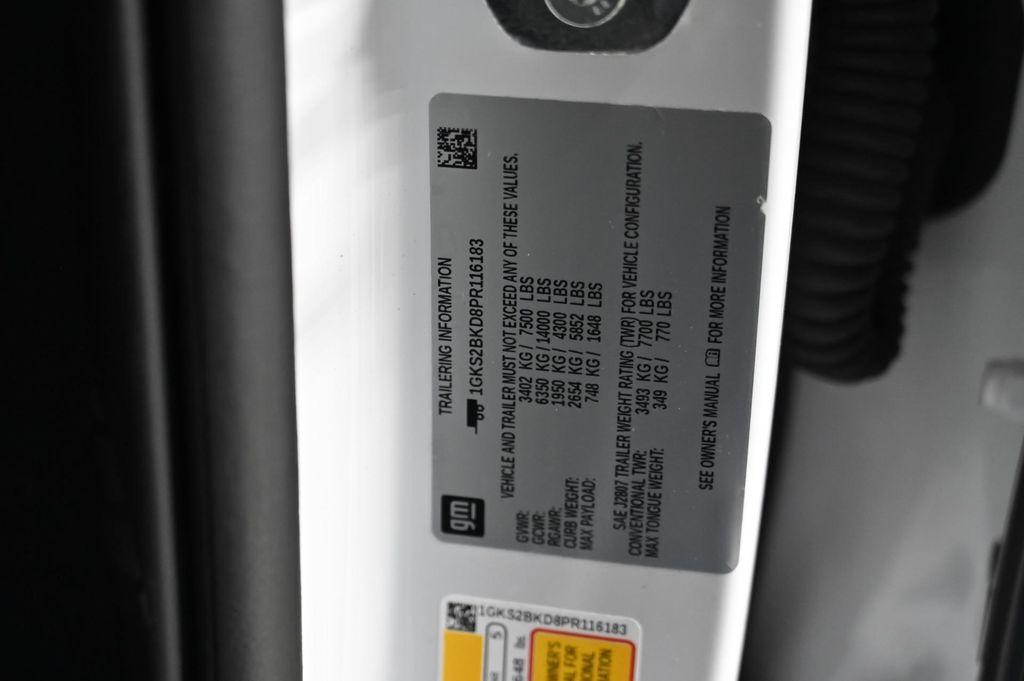 gm
TRAILERING INFORMATION
1GKS2BKD8PR116183
VEHICLE AND TRAILER MUST NOT EXCEED ANY OF THESE VALUES.
GVWR: 3402 KG / 7500 LBS
GCWR: 6350 KG / 14000 LBS
RGAWR: 1950 KG / 4300 LBS
CURB WEIGHT: 2654 KG / 5852 LBS
MAX PAYLOAD: 748 KG / 1648 LBS
SAE J2807 TRAILER WEIGHT RATING (TWR) FOR VEHICLE CONFIGURATION.
CONVENTIONAL TWR: 3493 KG / 7700 LBS
MAX TONGUE WEIGHT: 349 KG / 770 LBS
SEE OWNER'S MANUAL FOR MORE INFORMATION
1GKS2BKD8PR116183
5
lbs.
FOR